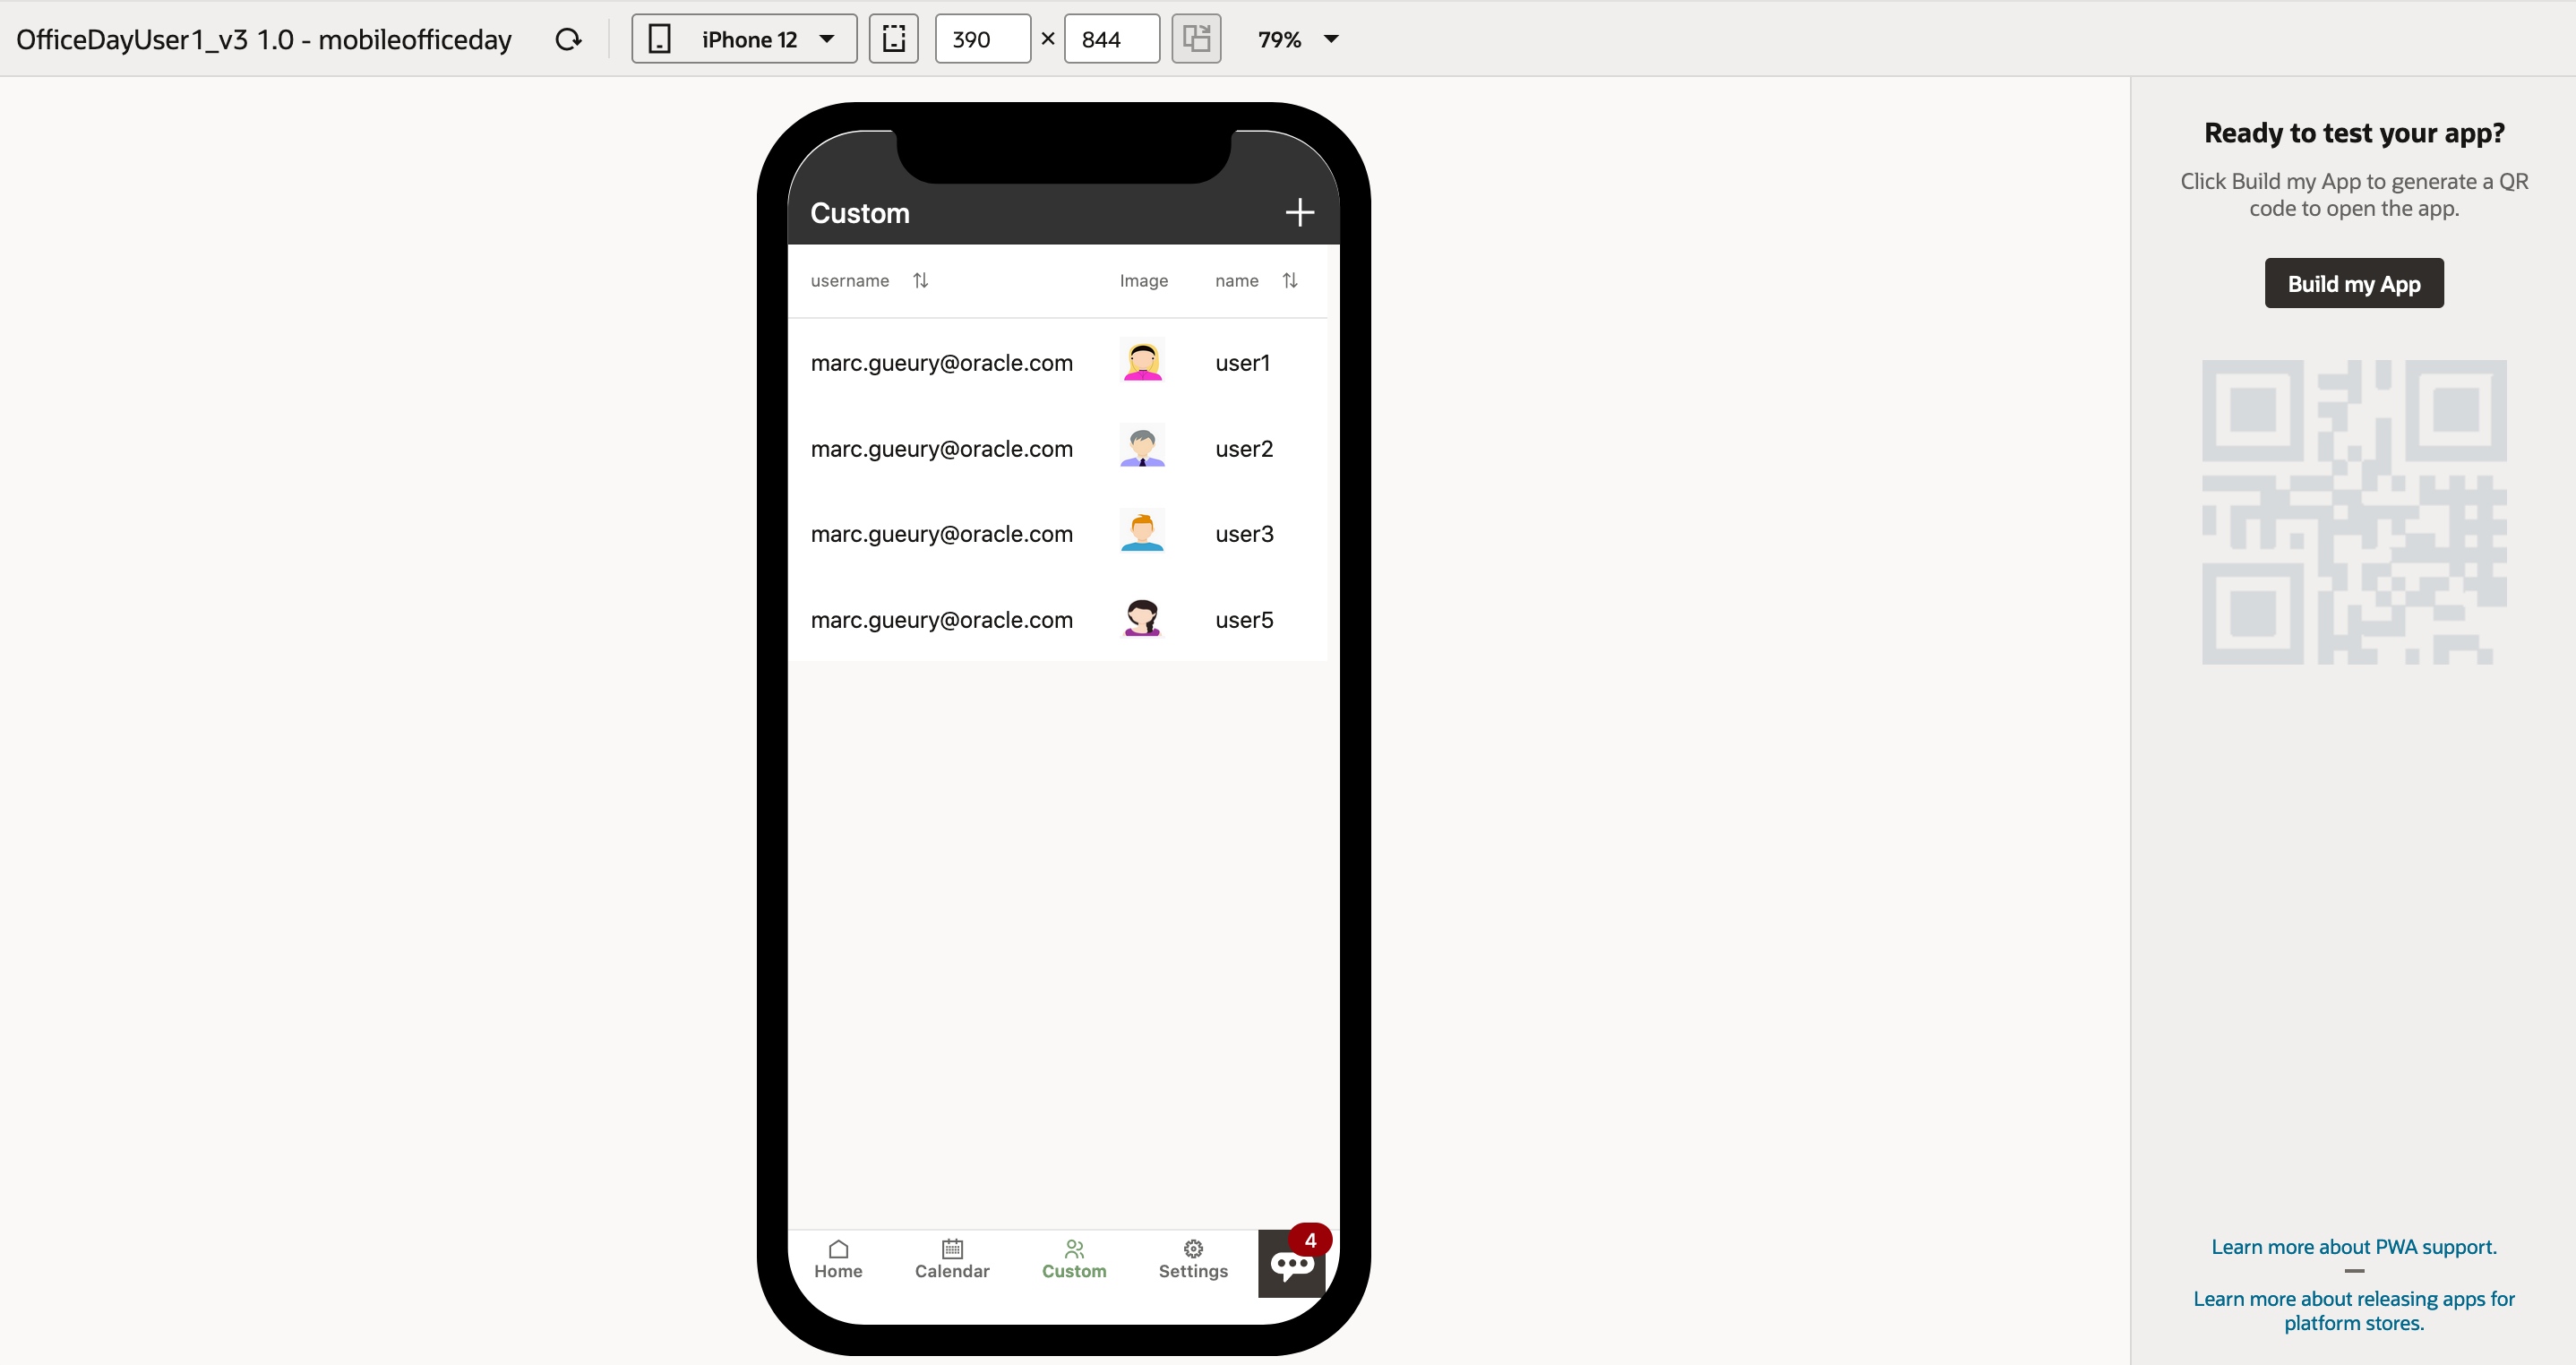 OfficeDayUser1_v3 1.0 - mobileofficeday
iPhone 12
390 × 844
79%
Custom
username Image name
marc.gueury@oracle.com user1
marc.gueury@oracle.com user2
marc.gueury@oracle.com user3
marc.gueury@oracle.com user5
4
Home Calendar Custom Settings
Ready to test your app?
Click Build my App to generate a QR
code to open the app.
Build my App
Learn more about PWA support.
Learn more about releasing apps for
platform stores.